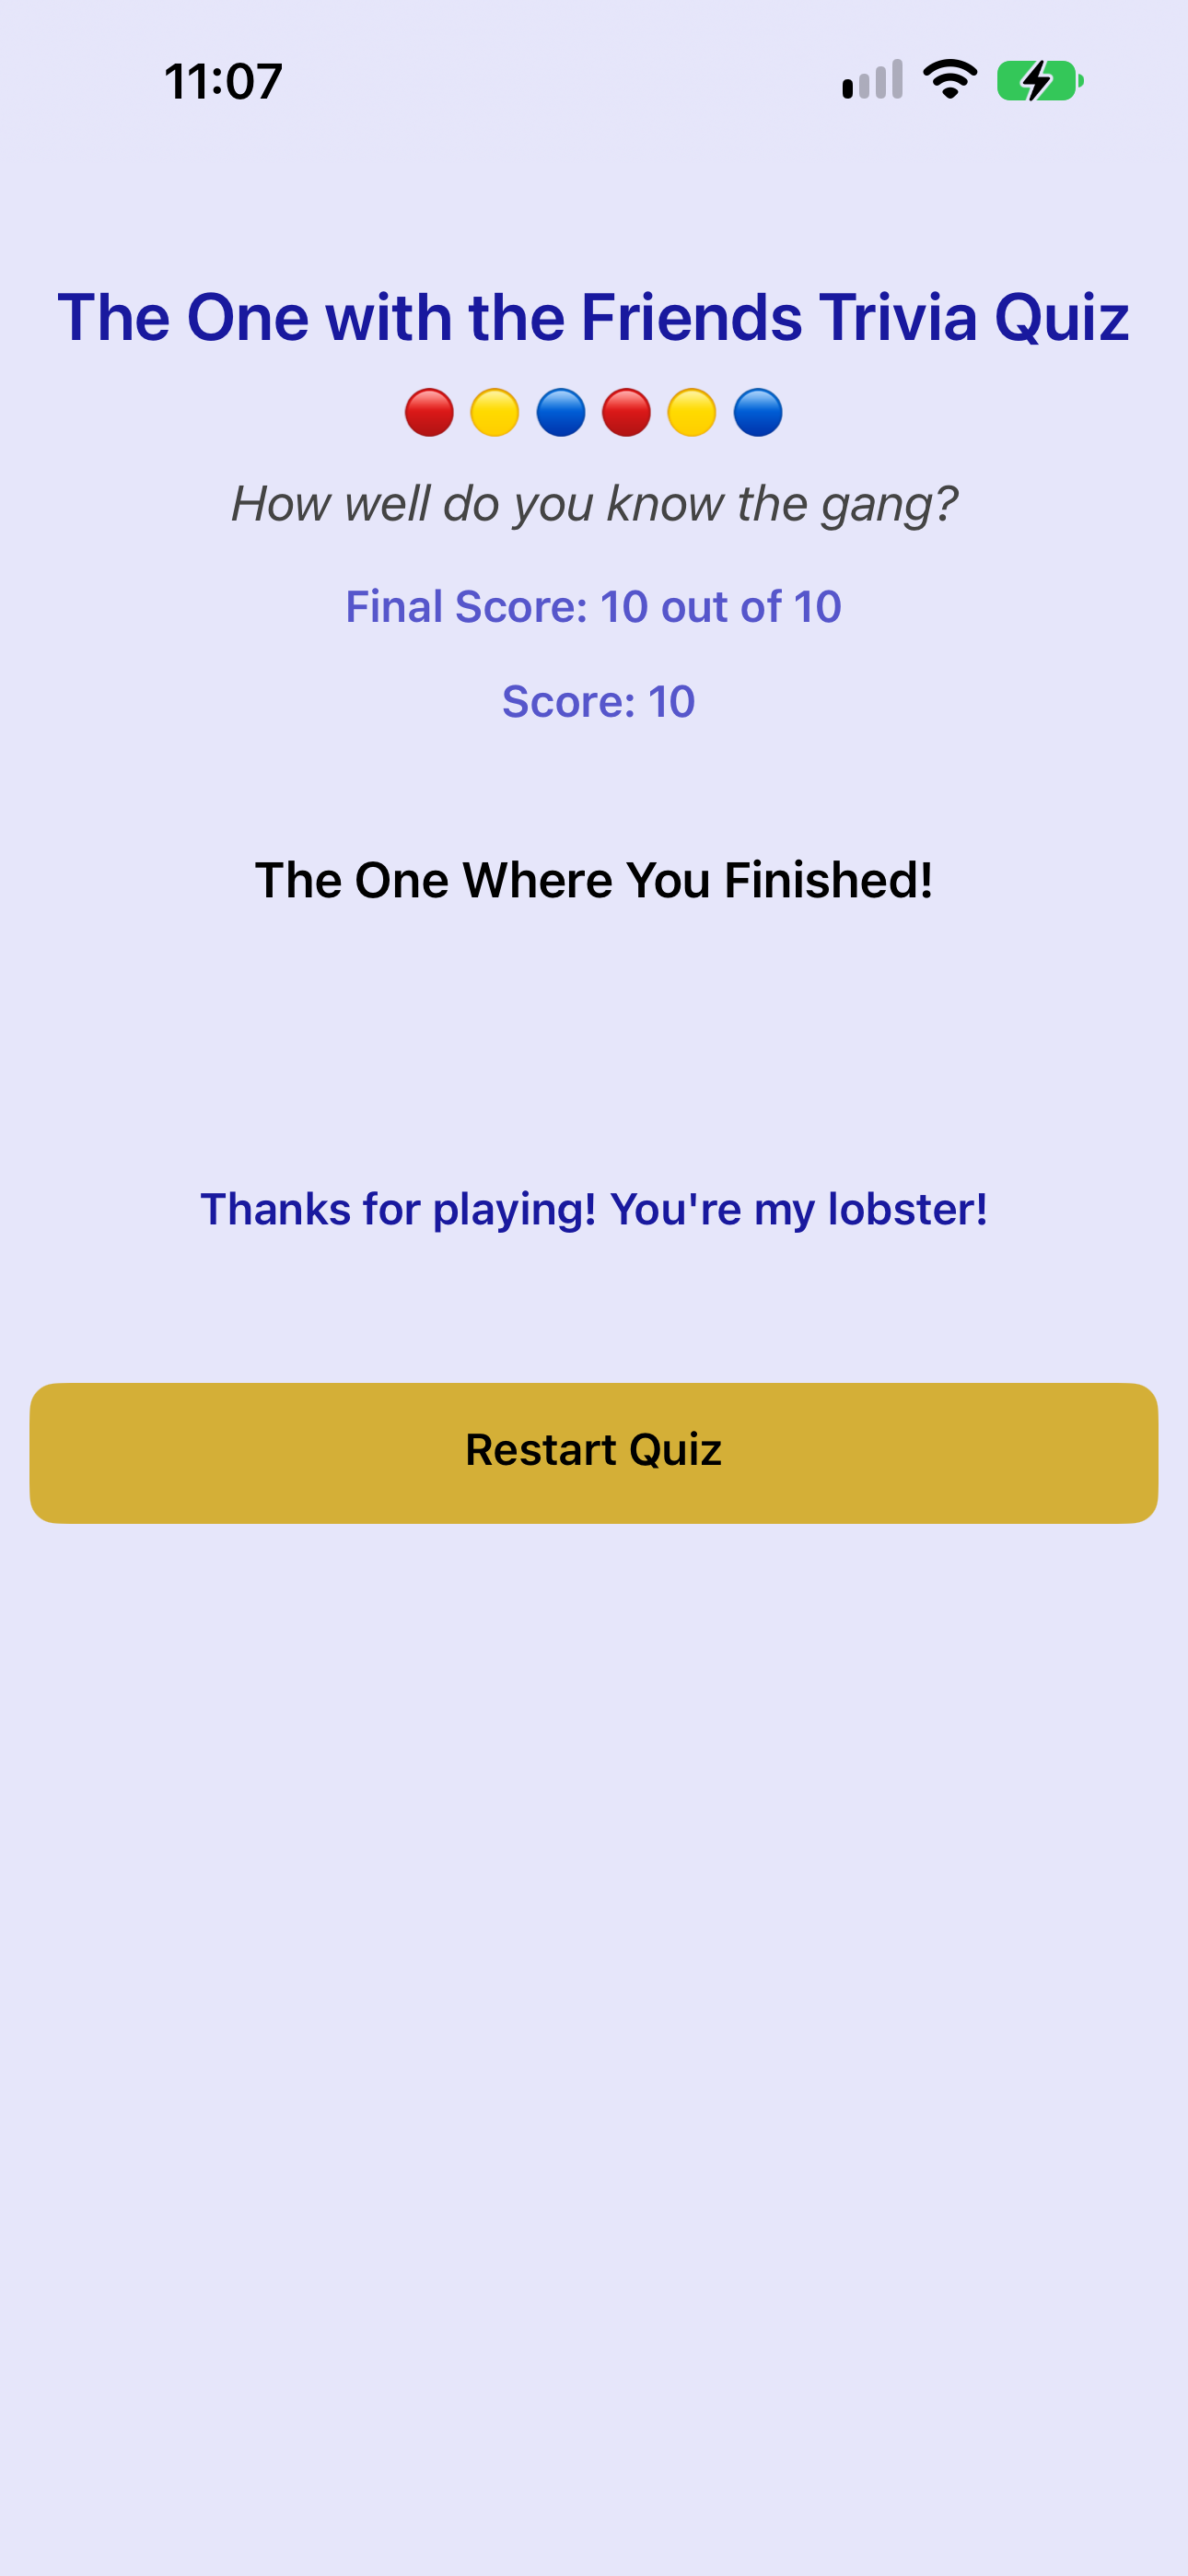 11:07
The One with the Friends Trivia Quiz
How well do you know the gang?
Final Score: 10 out of 10
Score: 10
The One Where You Finished!
Thanks for playing! You're my lobster!
Restart Quiz